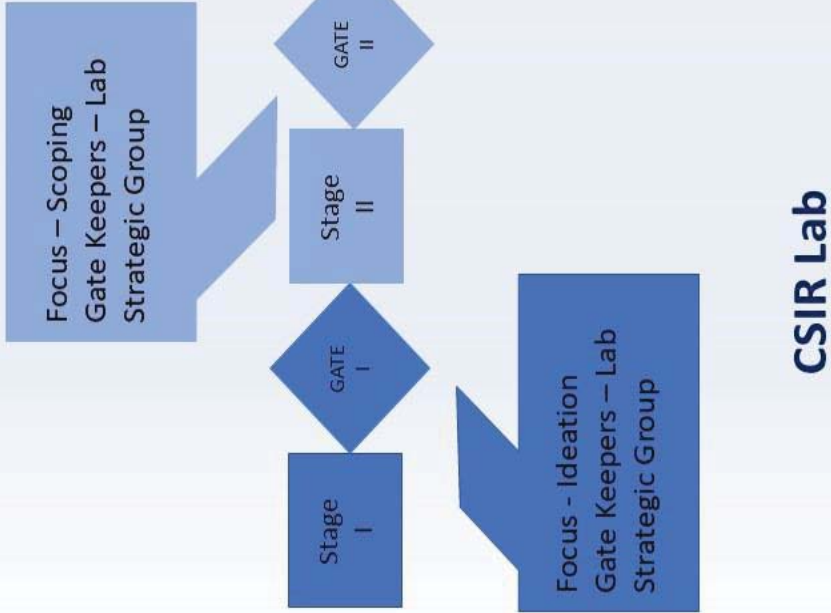 Focus – Scoping
Gate Keepers – Lab
Strategic Group
Stage
I
GATE
I
Stage
II
GATE
II
Focus - Ideation
Gate Keepers – Lab
Strategic Group
CSIR Lab